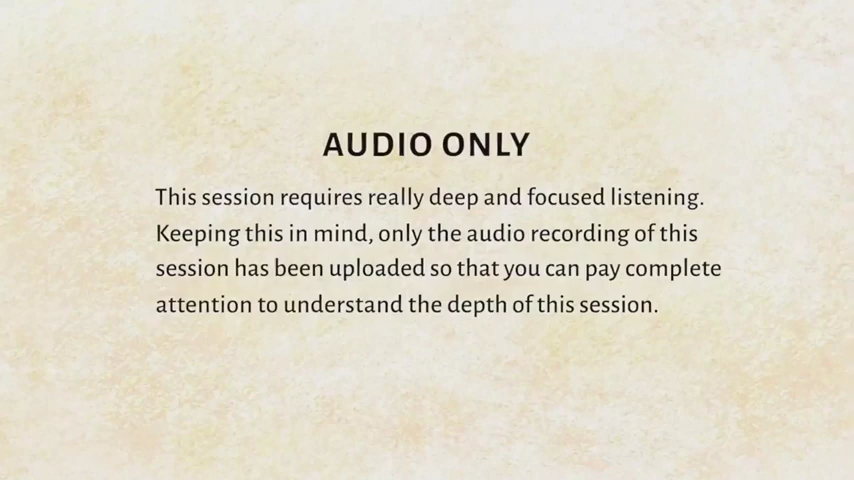 AUDIO ONLY
This session requires really deep and focused listening.
Keeping this in mind, only the audio recording of this
session has been uploaded so that you can pay complete
attention to understand the depth of this session.